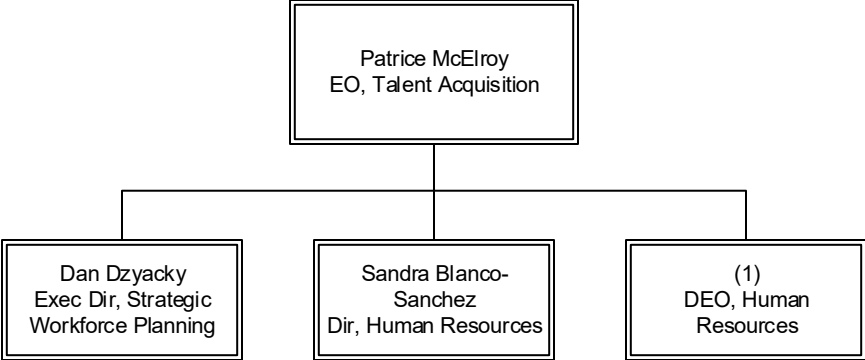 Patrice McElroy
EO, Talent Acquisition
Dan Dzyacky
Exec Dir, Strategic
Workforce Planning
Sandra Blanco-
Sanchez
Dir, Human Resources
(1)
DEO, Human
Resources